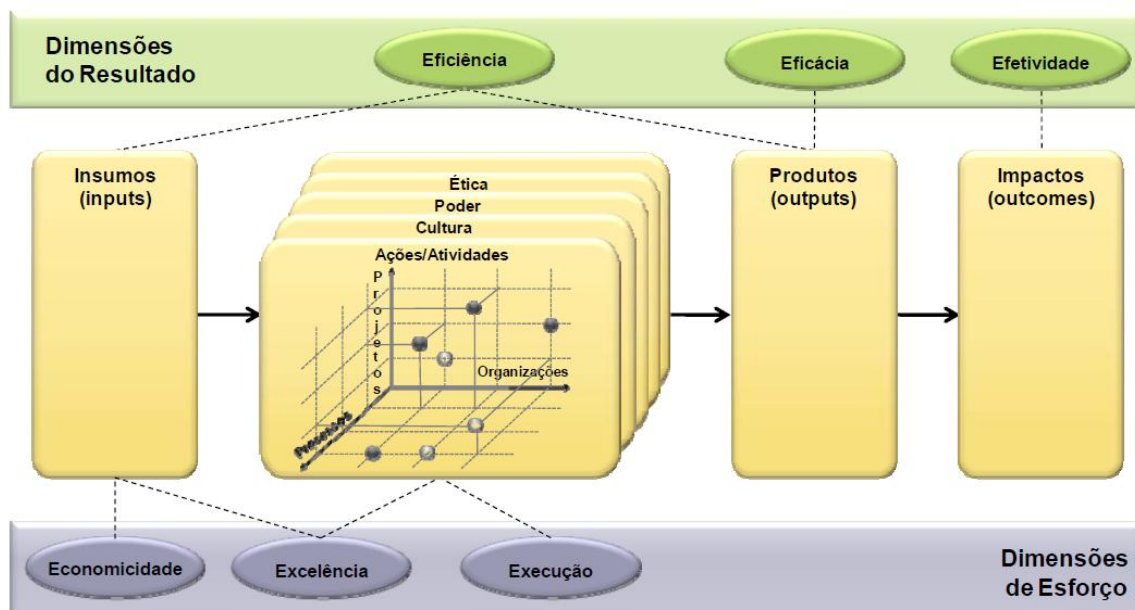 Dimensões
do Resultado
Eficiência
Eficácia
Efetividade
Insumos
(inputs)
Ética
Poder
Cultura
Ações/Atividades
Projetos
Organizações
Processos
Produtos
(outputs)
Impactos
(outcomes)
Economicidade
Excelência
Execução
Dimensões
de Esforço